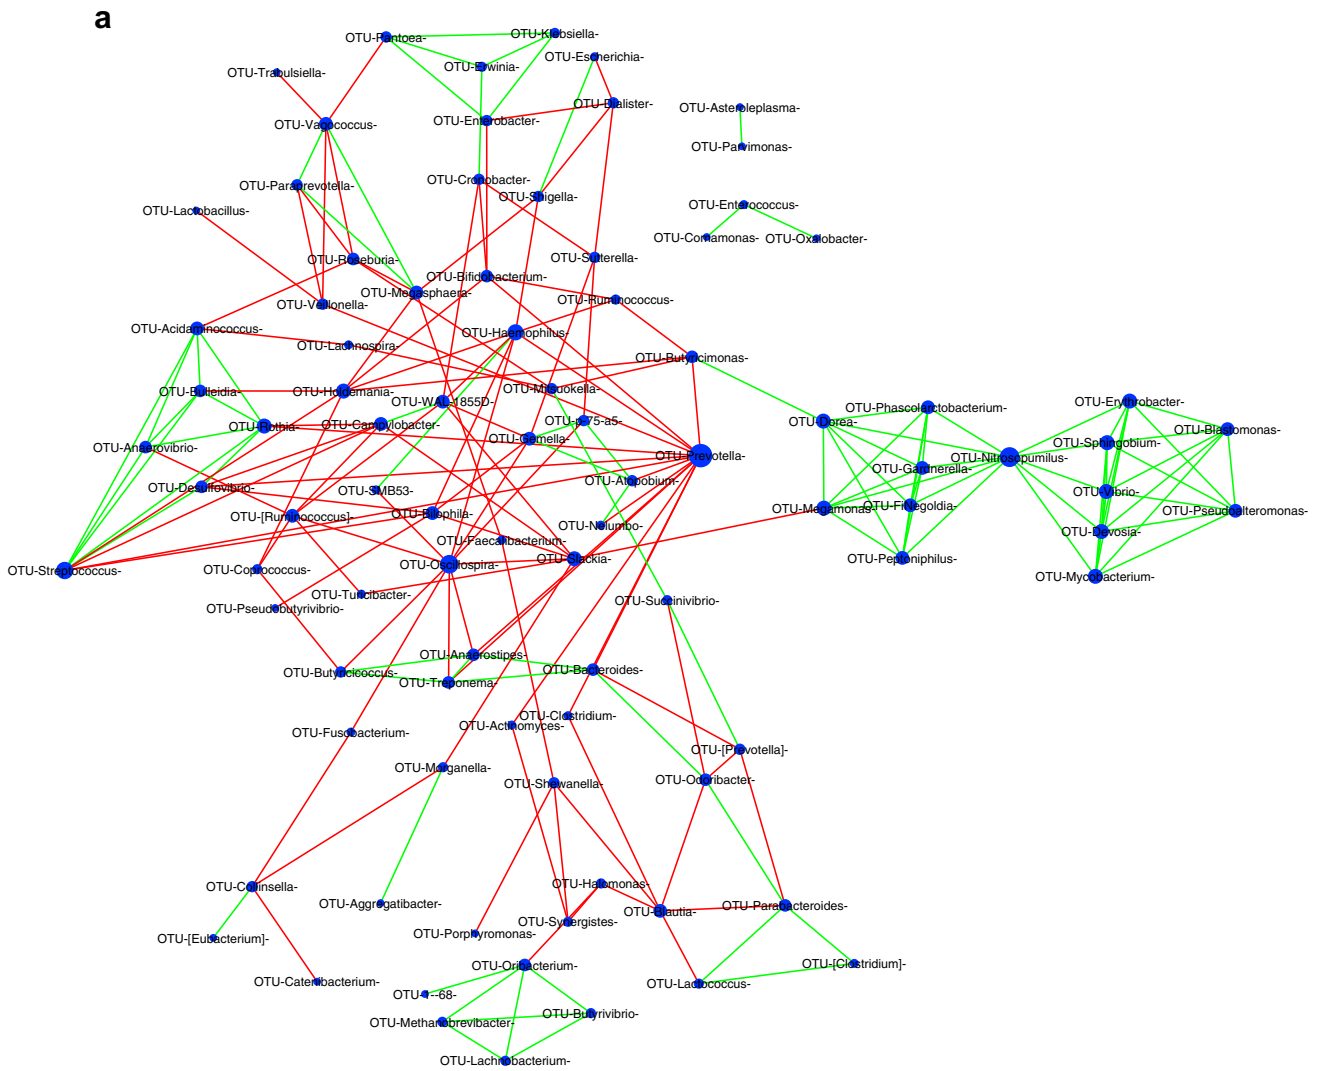 a
OTU-Pantoea-
OTU-Klebsiella-
OTU-Escherichia-
OTU-Erwinia-
OTU-Trabulsiella-
OTU-Dialister-
OTU-Asteroleplasma-
OTU-Enterobacter-
OTU-Vagococcus-
OTU-Parvimonas-
OTU-Cronobacter-
OTU-Paraprevotella-
OTU-Shigella-
OTU-Enterococcus-
OTU-Lactobacillus-
OTU-Comamonas-
OTU-Oxalobacter-
OTU-Roseburia-
OTU-Sutterella-
OTU-Bifidobacterium-
OTU-Megasphaera-
OTU-Ruminococcus-
OTU-Veillonella-
OTU-Acidaminococcus-
OTU-Haemophilus-
OTU-Lachnospira-
OTU-Butyricimonas-
OTU-Bulleidia-
OTU-Holdemania-
OTU-Mitsuokella-
OTU-WAL-1855D-
OTU-Erythrobacter-
OTU-Phascolarctobacterium-
OTU-Dorea-
OTU-p-75-a5-
OTU-Rothia-
OTU-Campylobacter-
OTU-Blastomonas-
OTU-Gemella-
OTU-Sphingobium-
OTU-Anaerovibrio-
OTU-Prevotella-
OTU-Nitrosopumilus-
OTU-Gardnerella-
OTU-Atopobium-
OTU-Desulfovibrio-
OTU-SMB53-
OTU-Vibrio-
OTU-Megamonas-
OTU-FiNegoldia-
OTU-Pseudoalteromonas-
OTU-[Ruminococcus]-
OTU-Bilophila-
OTU-Nelumbo-
OTU-Devosia-
OTU-Faecalibacterium-
OTU-Slackia-
OTU-Peptoniphilus-
OTU-Oscillospira-
OTU-Streptococcus-
OTU-Coprococcus-
OTU-Mycobacterium-
OTU-Turicibacter-
OTU-Succinivibrio-
OTU-Pseudobutyrivibrio-
OTU-Anaerostipes-
OTU-Bacteroides-
OTU-Butyricicoccus-
OTU-Treponema-
OTU-Clostridium-
OTU-Actinomyces-
OTU-Fusobacterium-
OTU-[Prevotella]-
OTU-Morganella-
OTU-Odoribacter-
OTU-Shewanella-
OTU-Collinsella-
OTU-Halomonas-
OTU-Aggregatibacter-
OTU-Parabacteroides-
OTU-Blautia-
OTU-Synergistes-
OTU-Porphyromonas-
OTU-[Eubacterium]-
OTU-[Clostridium]-
OTU-Oribacterium-
OTU-Catenibacterium-
OTU-Lactococcus-
OTU-1--68-
OTU-Butyrivibrio-
OTU-Methanobrevibacter-
OTU-Lachnobacterium-